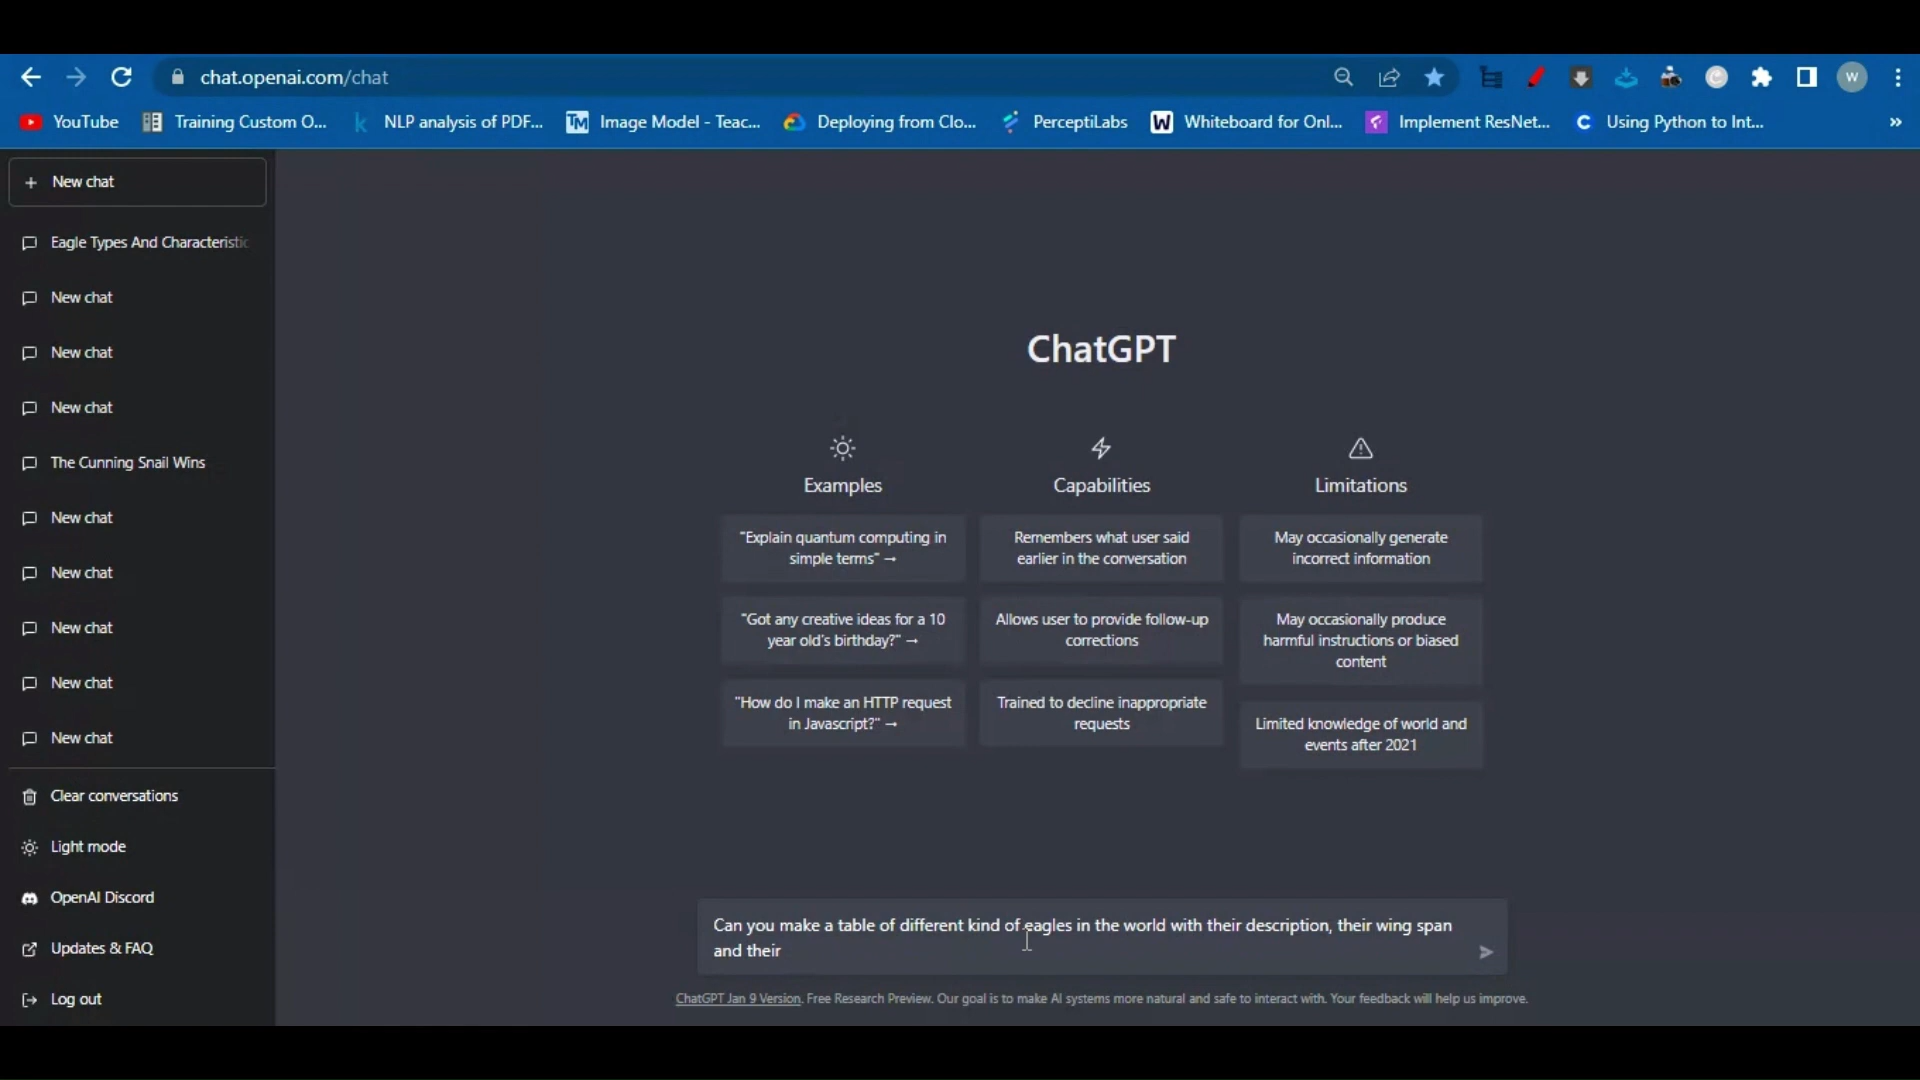 chat.openai.com/chat
W
YouTube
Training Custom O...
NLP analysis of PDF...
TM
Image Model - Teac...
Deploying from Clo...
PerceptiLabs
W
Whiteboard for Onl...
Implement ResNet...
C
Using Python to Int...
»
+ New chat
Eagle Types And Characteristic
New chat
New chat
New chat
The Cunning Snail Wins
New chat
New chat
New chat
New chat
New chat
Clear conversations
Light mode
OpenAI Discord
Updates & FAQ
Log out
ChatGPT
Examples
"Explain quantum computing in
simple terms" →
"Got any creative ideas for a 10
year old's birthday?" →
"How do I make an HTTP request
in Javascript?" →
Capabilities
Remembers what user said
earlier in the conversation
Allows user to provide follow-up
corrections
Trained to decline inappropriate
requests
Limitations
May occasionally generate
incorrect information
May occasionally produce
harmful instructions or biased
content
Limited knowledge of world and
events after 2021
Can you make a table of different kind of eagles in the world with their description, their wing span
and their
ChatGPT Jan 9 Version. Free Research Preview. Our goal is to make AI systems more natural and safe to interact with. Your feedback will help us improve.